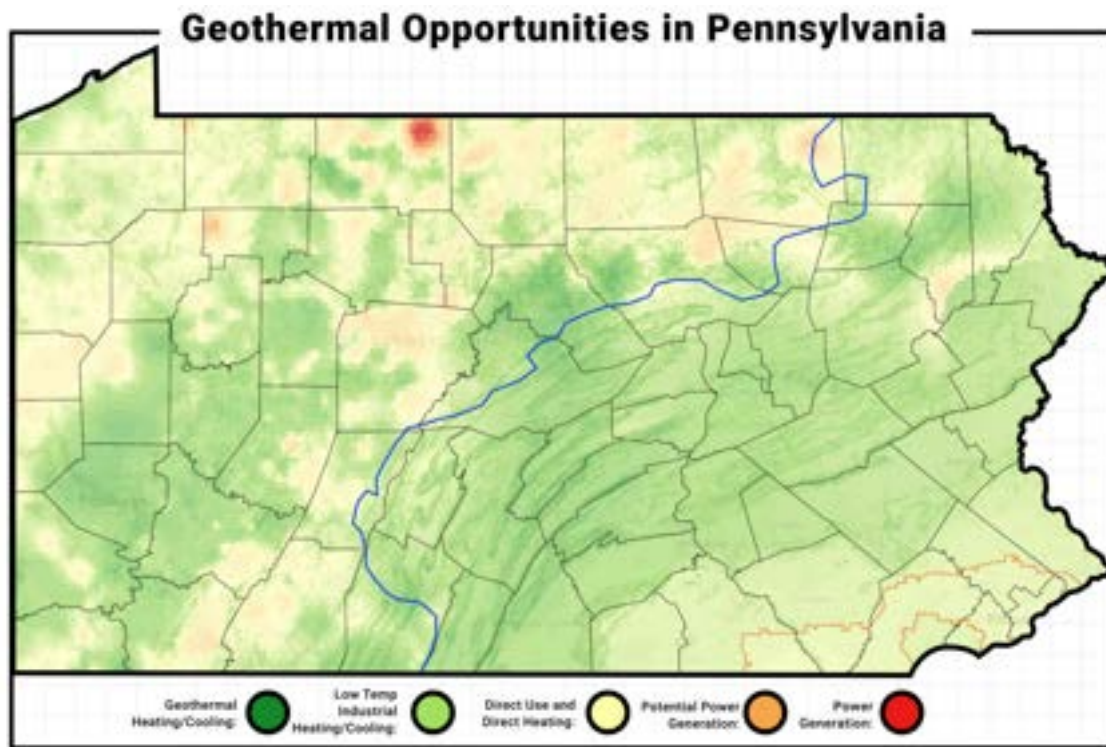 Geothermal Opportunities in Pennsylvania
Geothermal
Heating/Cooling:
Low Temp
Industrial
Heating/Cooling:
Direct Use and
Direct Heating:
Potential Power
Generation:
Power
Generation: